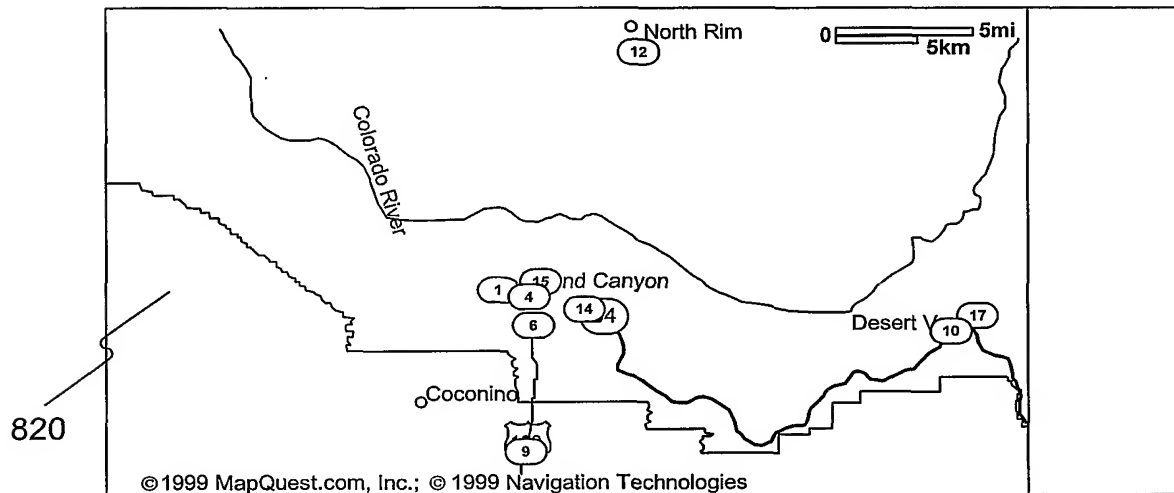 North Rim
12
0
5mi
5km
Colorado River
15
nd Canyon
1
4
14
4
6
Desert V
17
10
Coconino
9
820
©1999 MapQuest.com, Inc.; © 1999 Navigation Technologies